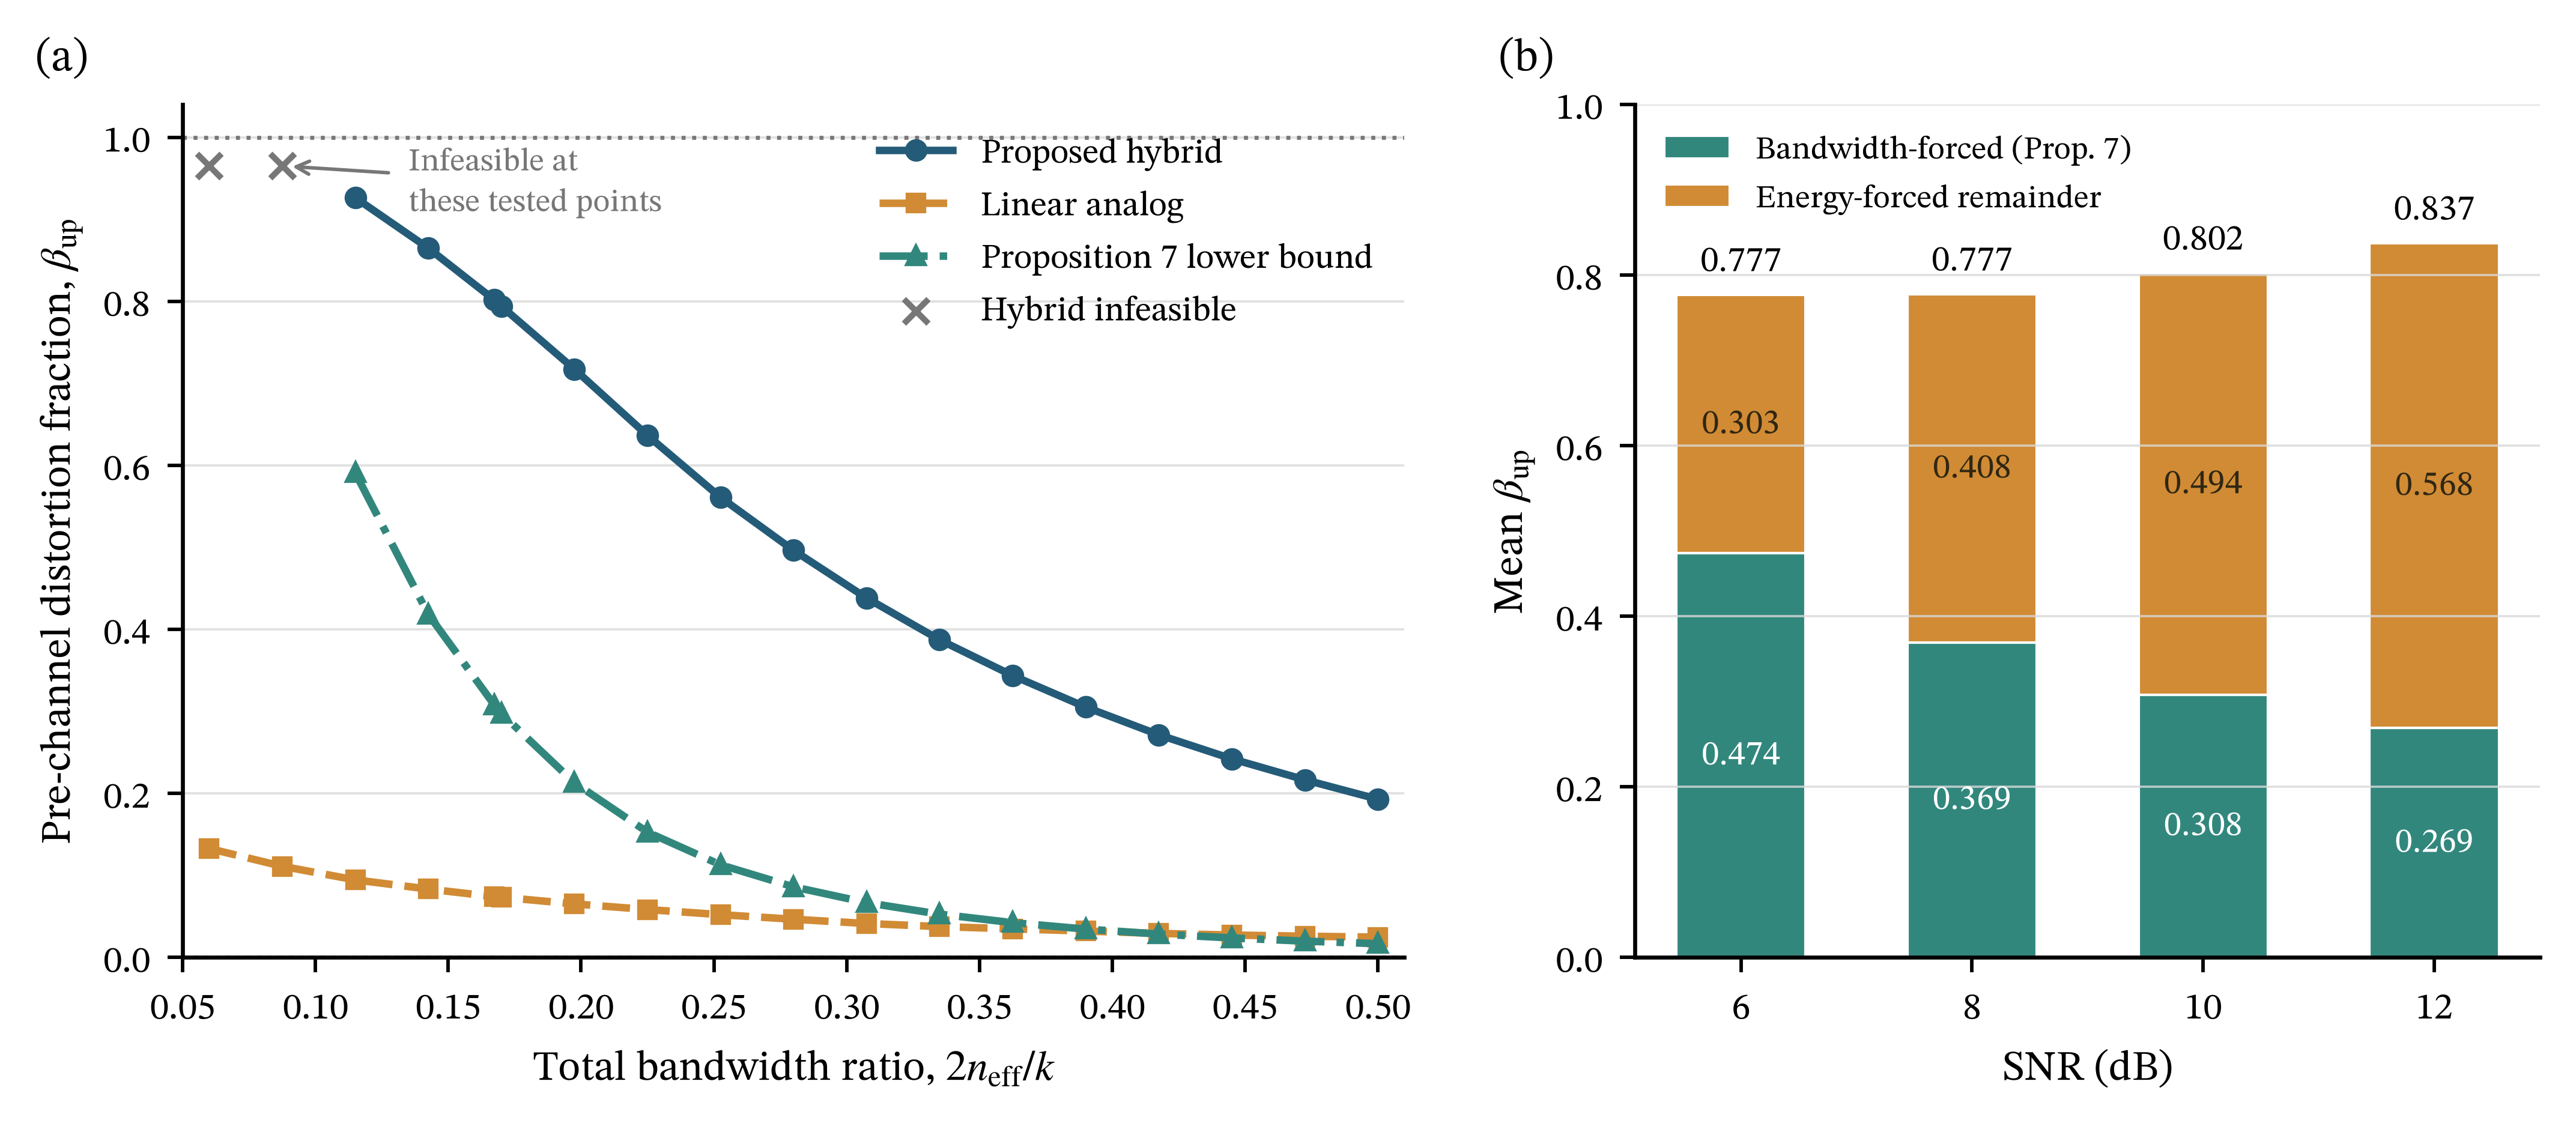 (a)
Pre-channel distortion fraction, βup
1.0
0.8
0.6
0.4
0.2
0.0
Infeasible at
these tested points
Proposed hybrid
Linear analog
Proposition 7 lower bound
Hybrid infeasible
0.05 0.10 0.15 0.20 0.25 0.30 0.35 0.40 0.45 0.50
Total bandwidth ratio, 2neff/k
(b)
Mean βup
1.0
0.8
0.6
0.4
0.2
0.0
Bandwidth-forced (Prop. 7)
Energy-forced remainder
0.777 0.777 0.802 0.837
0.303 0.408 0.494 0.568
0.474 0.369 0.308 0.269
6 8 10 12
SNR (dB)